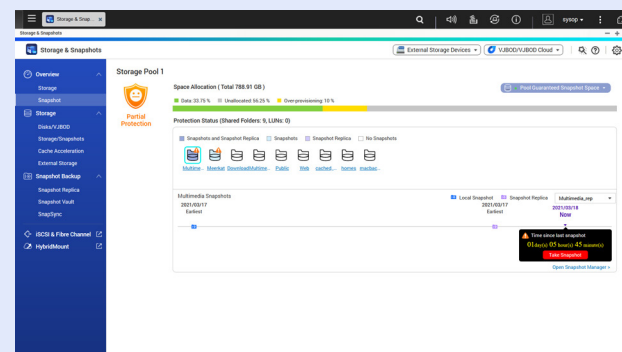 Storage & Snap... x
sysop
Storage & Snapshots
Storage & Snapshots
External Storage Devices
VJBOD/VJBOD Cloud
Overview
Storage
Snapshot
Storage
Disks/VJBOD
Storage/Snapshots
Cache Acceleration
External Storage
Snapshot Backup
Snapshot Replica
Snapshot Vault
SnapSync
iSCSI & Fibre Channel
HybridMount
Storage Pool 1
Partial
Protection
Space Allocation ( Total 788.91 GB )
Pool Guaranteed Snapshot Space
Data: 33.75 % Unallocated: 56.25 % Over-provisioning: 10 %
Protection Status (Shared Folders: 9, LUNs: 0)
Snapshots and Snapshot Replica Snapshots Snapshot Replica No Snapshots
Multime... Meerkat Download Multime... Public Web cached... homes macbac...
Multimedia Snapshots
Local Snapshot Snapshot Replica Multimedia_rep
2021/03/17
Earliest
2021/03/17
Earliest
2021/03/18
Now
Time since last snapshot
01day(s) 05 hour(s) 45 minute(s)
Take Snapshot
Open Snapshot Manager >